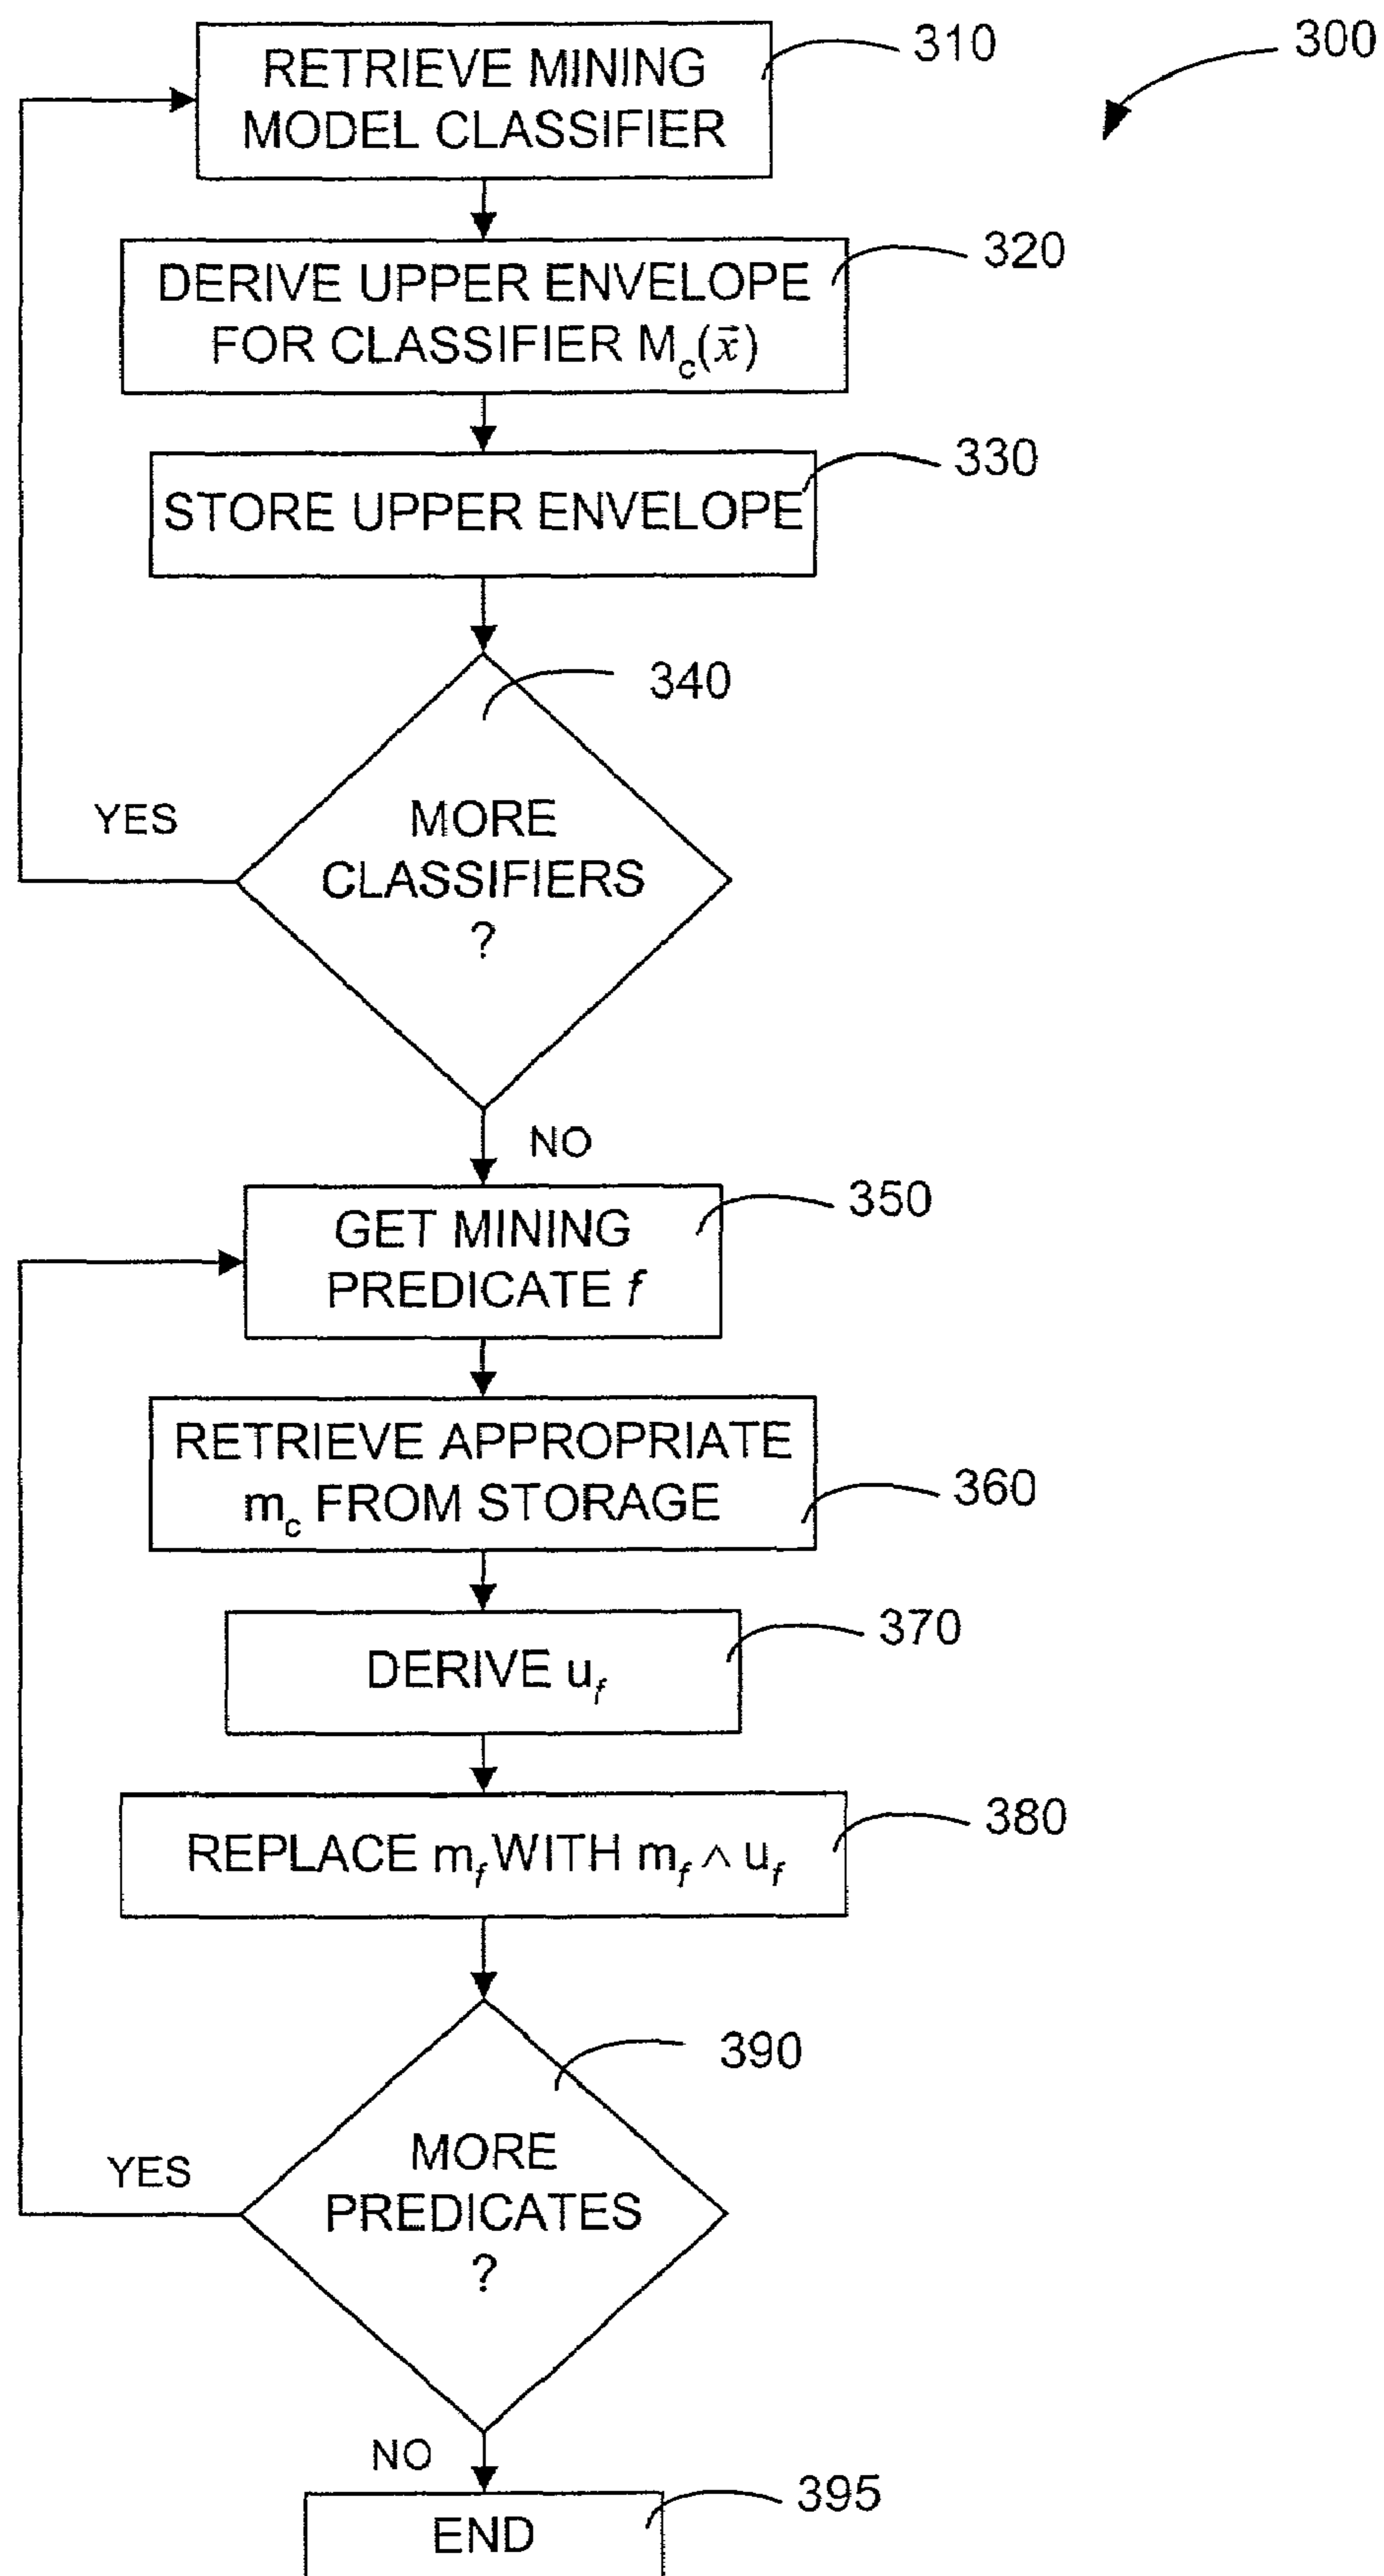 300
RETRIEVE MINING
MODEL CLASSIFIER
310
DERIVE UPPER ENVELOPE
FOR CLASSIFIER M_c(x⃗)
320
STORE UPPER ENVELOPE
330
340
MORE
CLASSIFIERS
?
YES
NO
GET MINING
PREDICATE f
350
RETRIEVE APPROPRIATE
m_c FROM STORAGE
360
DERIVE u_f
370
REPLACE m_f WITH m_f ∧ u_f
380
390
MORE
PREDICATES
?
YES
NO
END
395